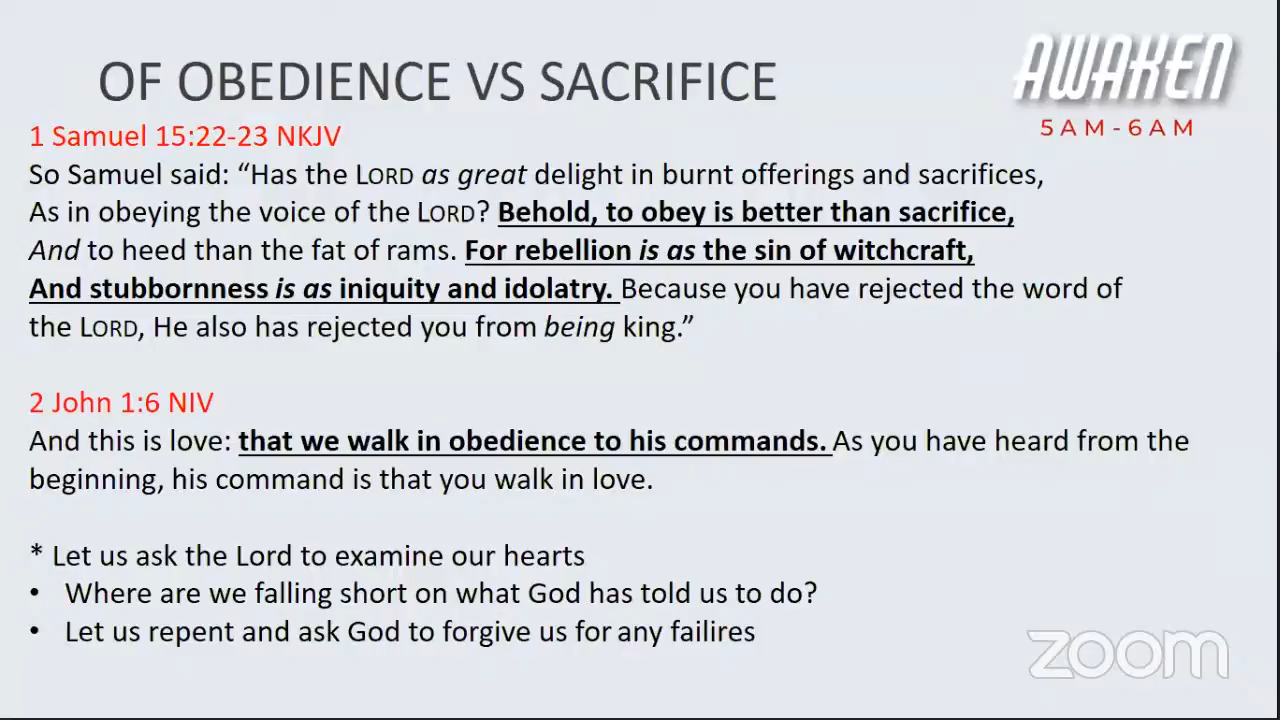 OF OBEDIENCE VS SACRIFICE
AWAKEN
5AM-6AM
1 Samuel 15:22-23 NKJV
So Samuel said: “Has the LORD as great delight in burnt offerings and sacrifices,
As in obeying the voice of the LORD? Behold, to obey is better than sacrifice,
And to heed than the fat of rams. For rebellion is as the sin of witchcraft,
And stubbornness is as iniquity and idolatry. Because you have rejected the word of
the LORD, He also has rejected you from being king.”
2 John 1:6 NIV
And this is love: that we walk in obedience to his commands. As you have heard from the
beginning, his command is that you walk in love.
* Let us ask the Lord to examine our hearts
• Where are we falling short on what God has told us to do?
• Let us repent and ask God to forgive us for any failires
zoom